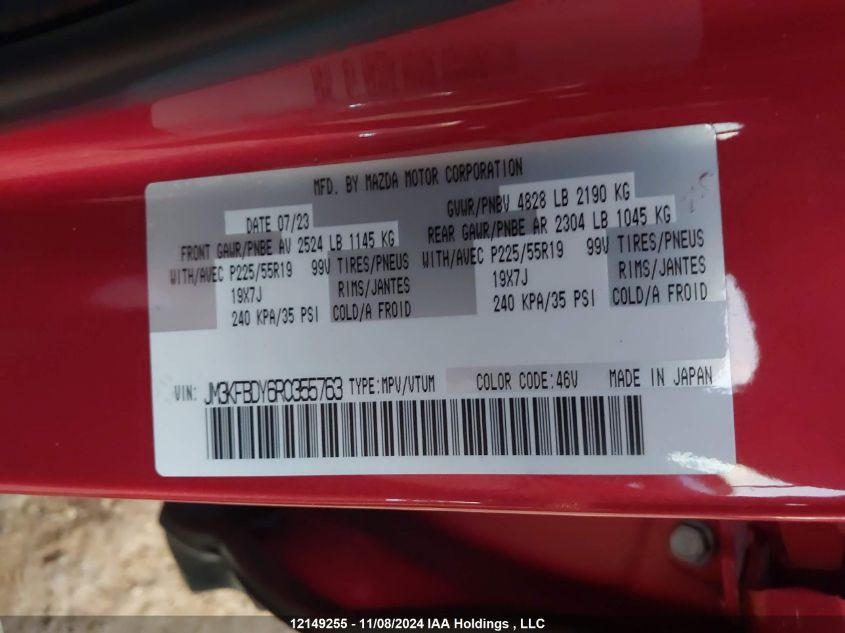 MFD. BY MAZDA MOTOR CORPORATION
DATE 07/23 GVWR/PNBV 4828 LB 2190 KG
FRONT GAWR/PNBE AV 2524 LB 1145 KG REAR GAWR/PNBE AR 2304 LB 1045 KG
WITH/AVEC P225/55R19 99V TIRES/PNEUS WITH/AVEC P225/55R19 99V TIRES/PNEUS
19X7J RIMS/JANTES 19X7J RIMS/JANTES
240 KPA/35 PSI COLD/A FROID 240 KPA/35 PSI COLD/A FROID
VIN: JM3KFBDY6R0355763 TYPE:MPV/VTUM COLOR CODE:46V MADE IN JAPAN
12149255 - 11/08/2024 IAA Holdings , LLC